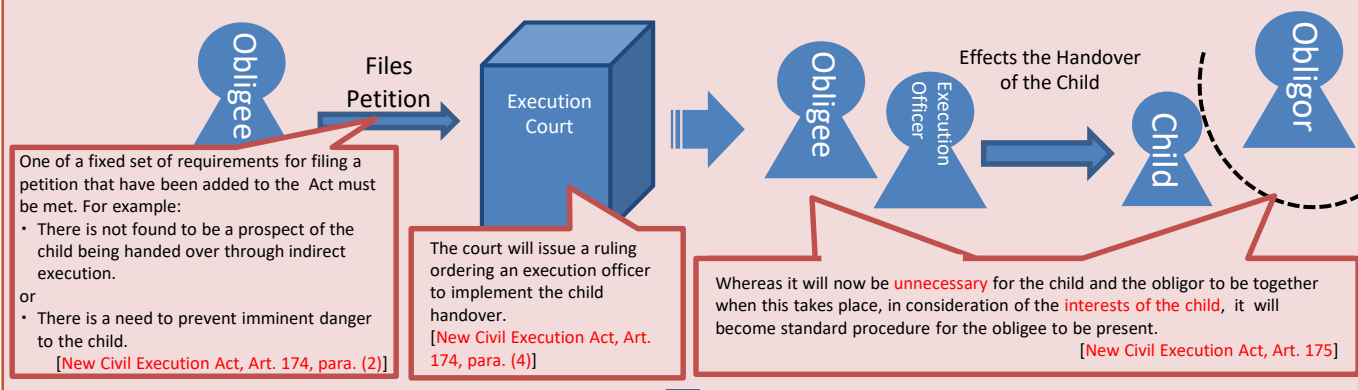 Obligee
Files
Petition
Execution
Court
Obligee
Execution
Officer
Effects the Handover
of the Child
Child
Obligor
One of a fixed set of requirements for filing a
petition that have been added to the Act must
be met. For example:
・ There is not found to be a prospect of the
child being handed over through indirect
execution.
or
・ There is a need to prevent imminent danger
to the child.
[New Civil Execution Act, Art. 174, para. (2)]
The court will issue a ruling
ordering an execution officer
to implement the child
handover.
[New Civil Execution Act, Art.
174, para. (4)]
Whereas it will now be unnecessary for the child and the obligor to be together
when this takes place, in consideration of the interests of the child, it will
become standard procedure for the obligee to be present.
[New Civil Execution Act, Art. 175]